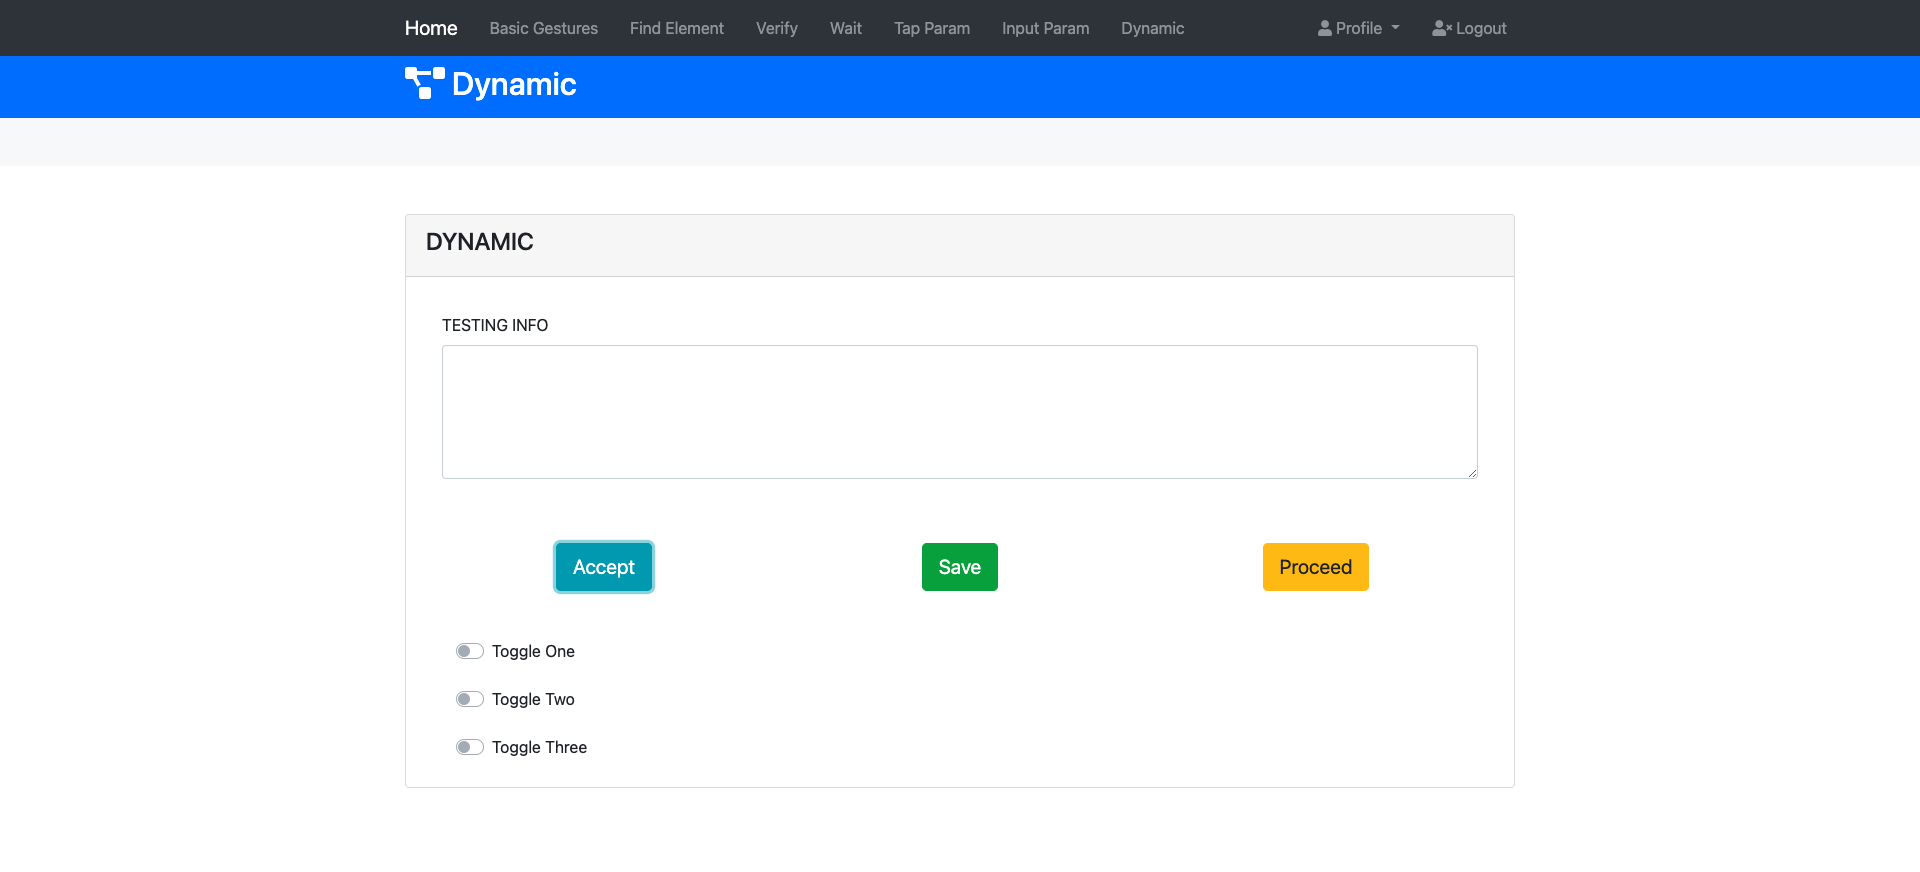 Home Basic Gestures Find Element Verify Wait Tap Param Input Param Dynamic Profile Logout
Dynamic
DYNAMIC
TESTING INFO
Accept Save Proceed
Toggle One
Toggle Two
Toggle Three